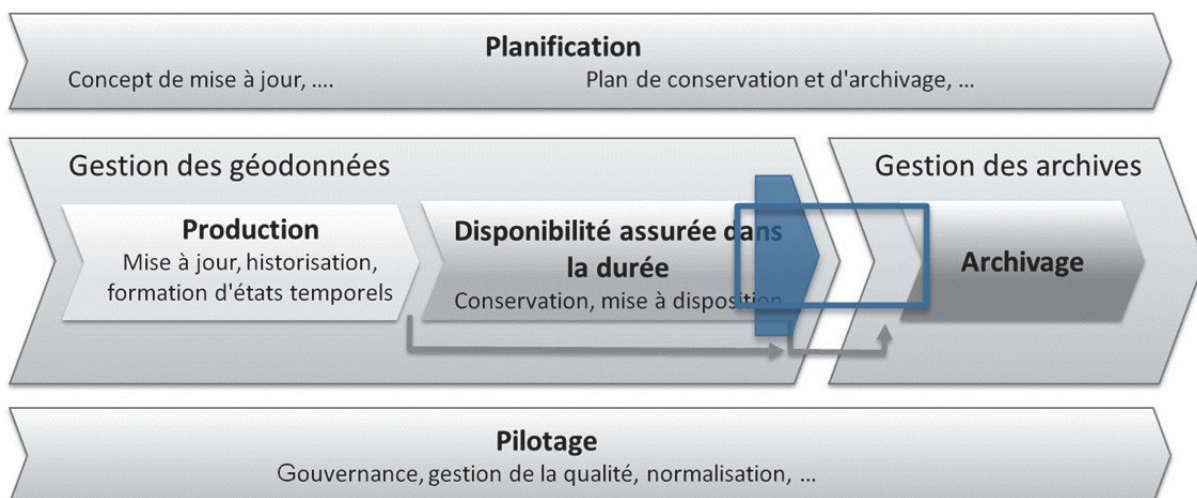 Planification
Concept de mise à jour, ....
Plan de conservation et d'archivage, ...
Gestion des géodonnées
Production
Mise à jour, historisation,
formation d'états temporels
Disponibilité assurée dans
la durée
Conservation, mise à disposition
Gestion des archives
Archivage
Pilotage
Gouvernance, gestion de la qualité, normalisation, ...